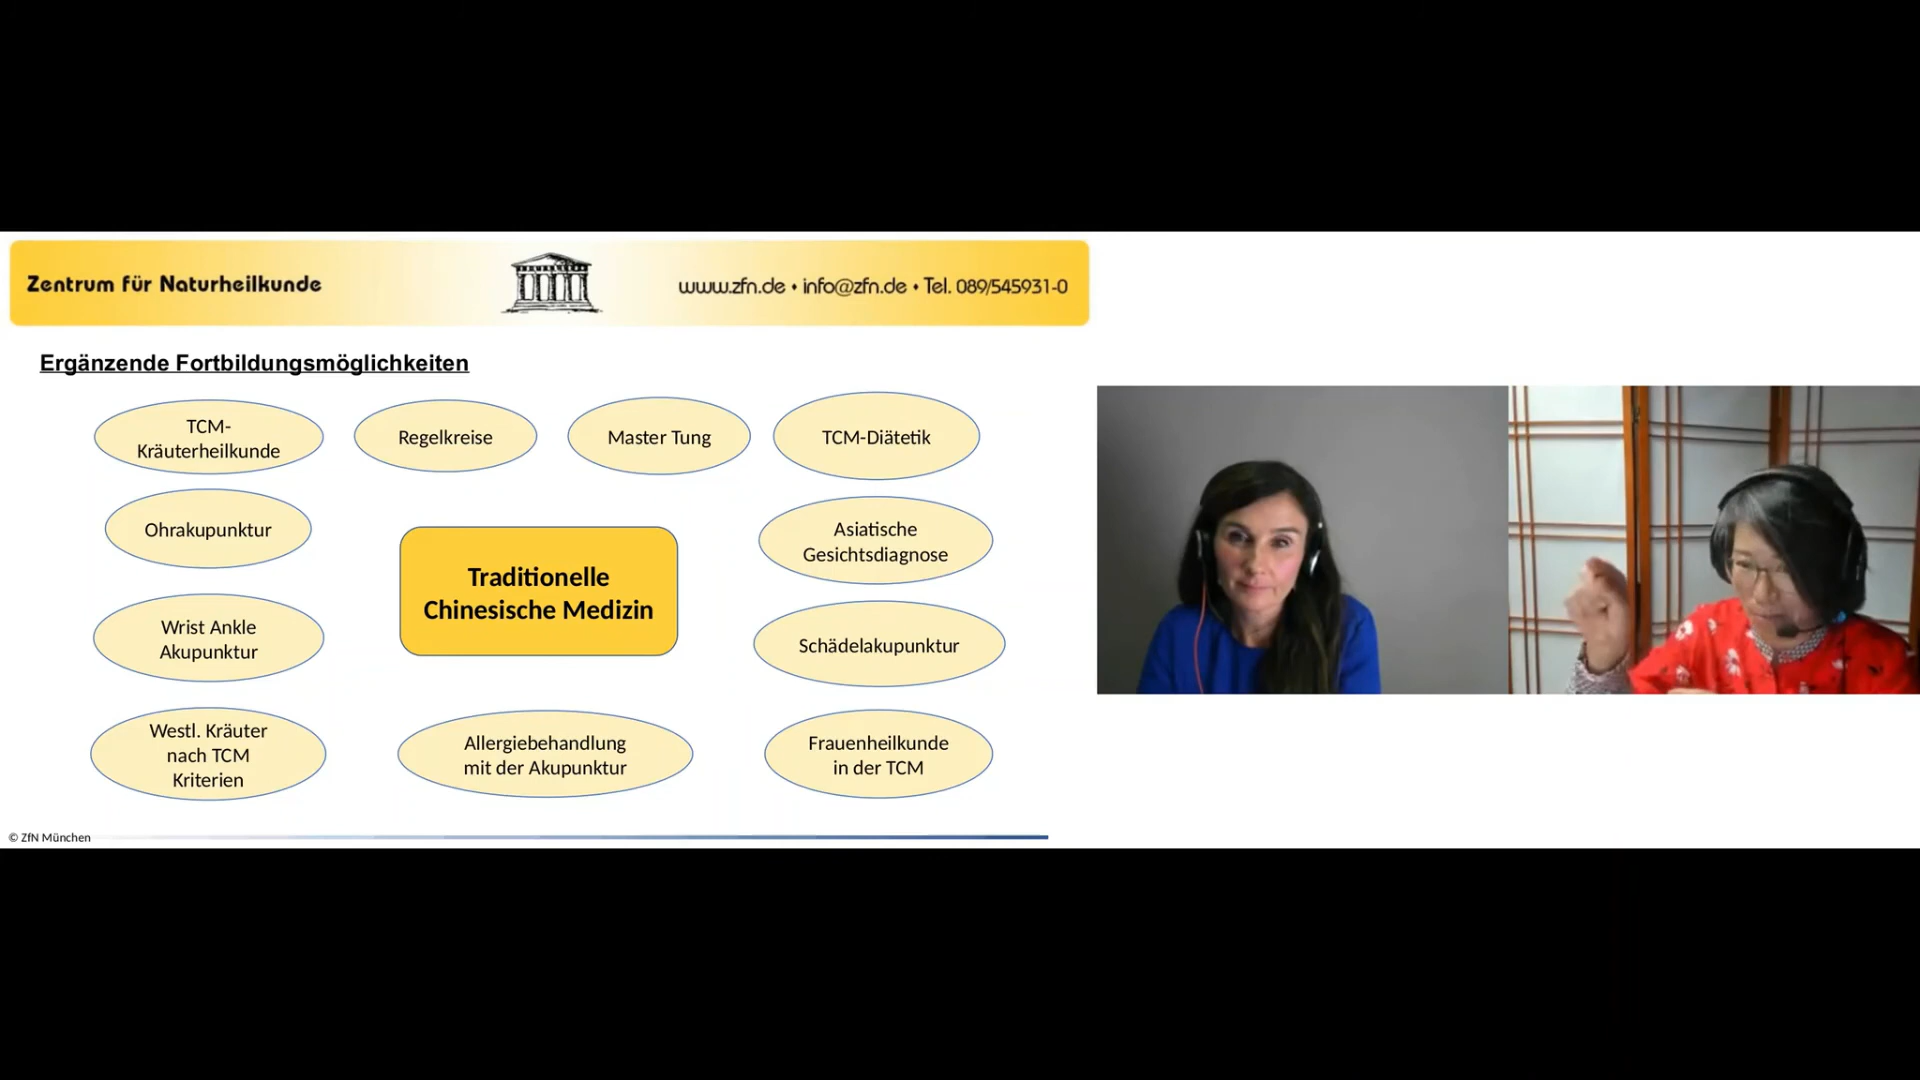 Zentrum für Naturheilkunde
www.zfn.de • info@zfn.de • Tel. 089/545931-0
Ergänzende Fortbildungsmöglichkeiten
TCM-
Kräuterheilkunde
Regelkreise
Master Tung
TCM-Diätetik
Ohrakupunktur
Asiatische
Gesichtsdiagnose
Traditionelle
Chinesische Medizin
Wrist Ankle
Akupunktur
Schädelakupunktur
Westl. Kräuter
nach TCM
Kriterien
Allergiebehandlung
mit der Akupunktur
Frauenheilkunde
in der TCM
© ZfN München